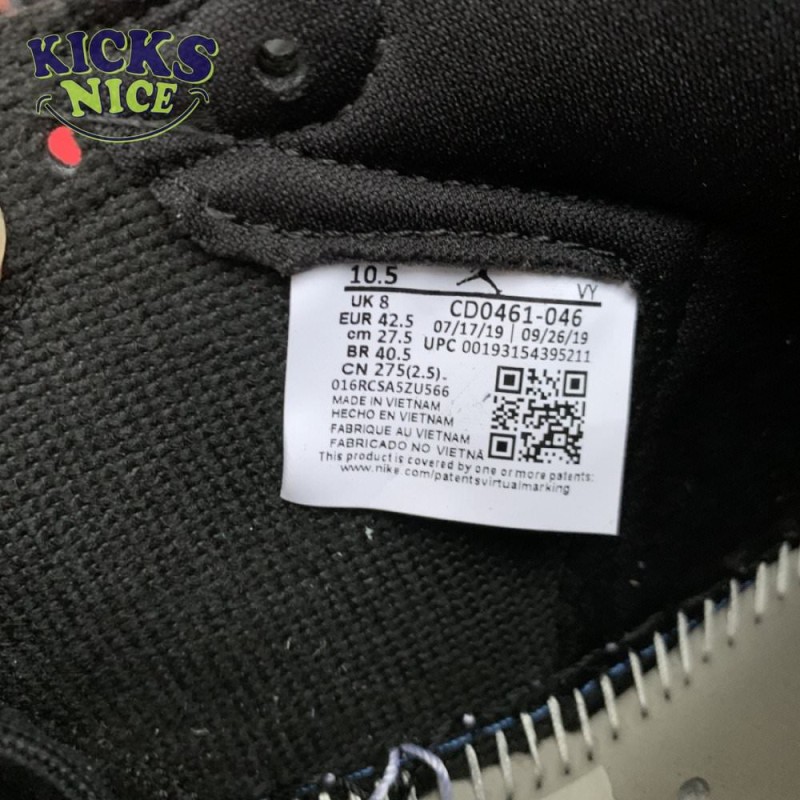 KICKS
NICE
10.5
VY
UK 8
EUR 42.5
cm 27.5
BR 40.5
CN 275(2.5).
CD0461-046
07/17/19 | 09/26/19
UPC 00193154395211
016RCSA5ZU566
MADE IN VIETNAM
HECHO EN VIETNAM
FABRIQUE AU VIETNAM
FABRICADO NO VIETNÃ
This product is covered by one or more patents:
www.nike.com/patentsvirtualmarking